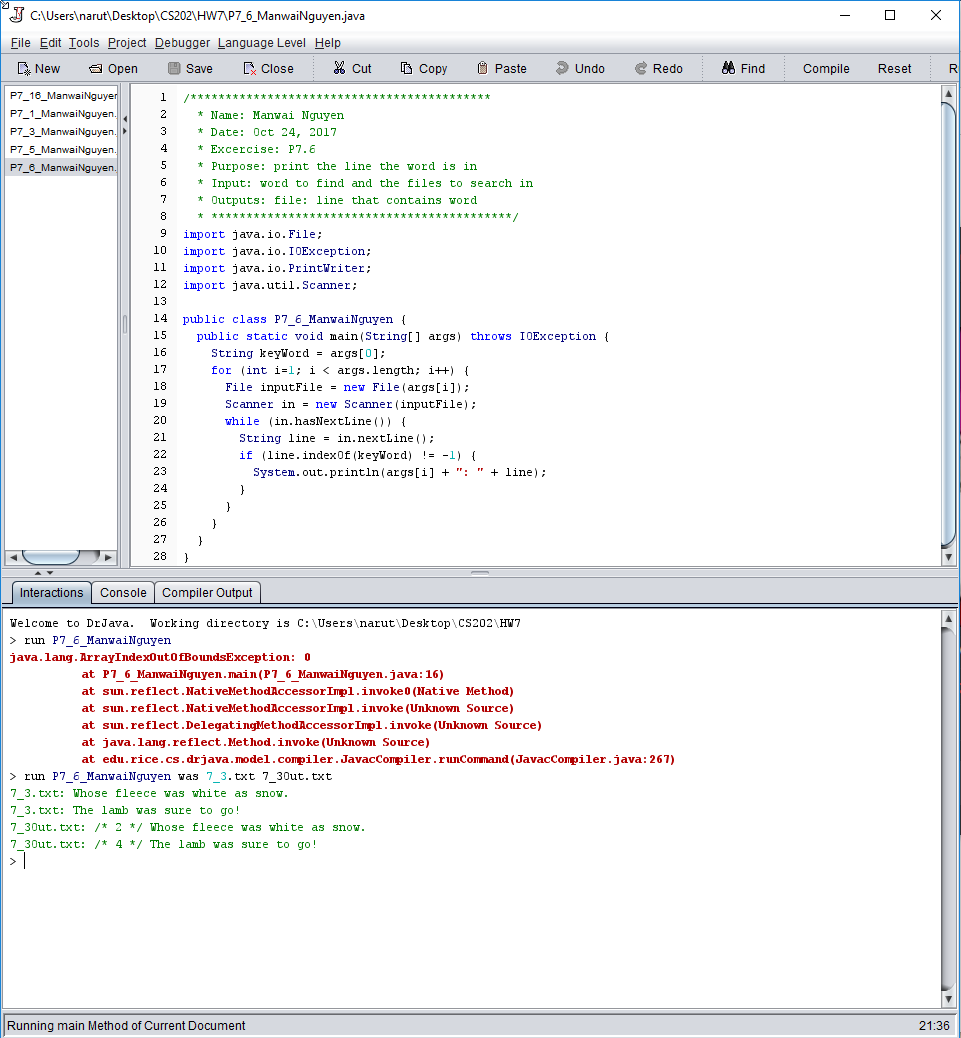 C:\Users\narut\Desktop\CS202\HW7\P7_6_ManwaiNguyen.java
File Edit Tools Project Debugger Language Level Help
New Open Save Close Cut Copy Paste Undo Redo Find Compile Reset R
P7_16_ManwaiNguyen
P7_1_ManwaiNguyen.
P7_3_ManwaiNguyen.
P7_5_ManwaiNguyen.
P7_6_ManwaiNguyen.
1 /*******************************************
2 * Name: Manwai Nguyen
3 * Date: Oct 24, 2017
4 * Excercise: P7.6
5 * Purpose: print the line the word is in
6 * Input: word to find and the files to search in
7 * Outputs: file: line that contains word
8 * *******************************************/
9 import java.io.File;
10 import java.io.IOException;
11 import java.io.PrintWriter;
12 import java.util.Scanner;
13
14 public class P7_6_ManwaiNguyen {
15 public static void main(String[] args) throws IOException {
16 String keyWord = args[0];
17 for (int i=1; i < args.length; i++) {
18 File inputFile = new File(args[i]);
19 Scanner in = new Scanner(inputFile);
20 while (in.hasNextLine()) {
21 String line = in.nextLine();
22 if (line.indexOf(keyWord) != -1) {
23 System.out.println(args[i] + ": " + line);
24 }
25 }
26 }
27 }
28 }
Interactions Console Compiler Output
Welcome to DrJava.  Working directory is C:\Users\narut\Desktop\CS202\HW7
> run P7_6_ManwaiNguyen
java.lang.ArrayIndexOutOfBoundsException: 0
at P7_6_ManwaiNguyen.main(P7_6_ManwaiNguyen.java:16)
at sun.reflect.NativeMethodAccessorImpl.invoke0(Native Method)
at sun.reflect.NativeMethodAccessorImpl.invoke(Unknown Source)
at sun.reflect.DelegatingMethodAccessorImpl.invoke(Unknown Source)
at java.lang.reflect.Method.invoke(Unknown Source)
at edu.rice.cs.drjava.model.compiler.JavacCompiler.runCommand(JavacCompiler.java:267)
> run P7_6_ManwaiNguyen was 7_3.txt 7_3Out.txt
7_3.txt: Whose fleece was white as snow.
7_3.txt: The lamb was sure to go!
7_3Out.txt: /* 2 */ Whose fleece was white as snow.
7_3Out.txt: /* 4 */ The lamb was sure to go!
>
Running main Method of Current Document 21:36